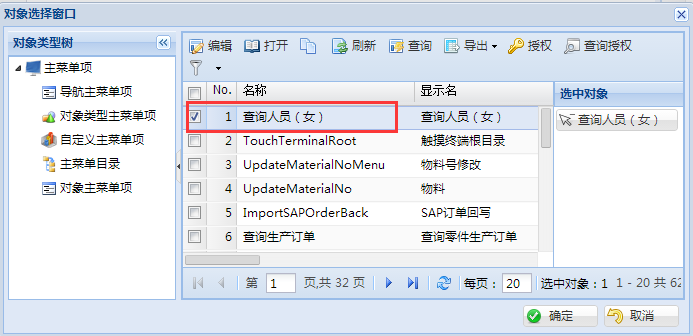 对象选择窗口
对象类型树
主菜单项
导航主菜单项
对象类型主菜单项
自定义主菜单项
主菜单目录
对象主菜单项
编辑 打开 刷新 查询 导出 授权 查询授权
No. 名称 显示名
1 查询人员（女） 查询人员（女）
2 TouchTerminalRoot 触摸终端根目录
3 UpdateMaterialNoMenu 物料号修改
4 UpdateMaterialNo 物料
5 ImportSAPOrderBack SAP订单回写
6 查询生产订单 查询零件生产订单
选中对象
查询人员（女）
第 1 页,共 32 页 每页： 20 选中对象：1 1 - 20 共 62
确定 取消